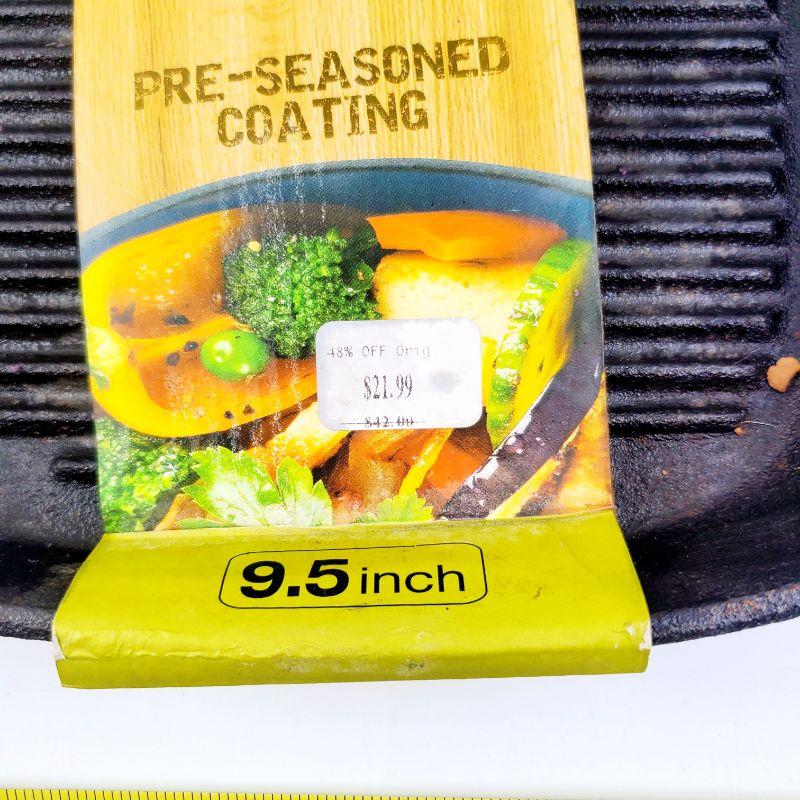 PRE-SEASONED
COATING
48% OFF Orig
$21.99
$42.00
9.5 inch